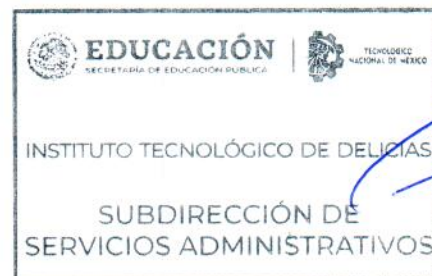 EDUCACIÓN
SECRETARÍA DE EDUCACIÓN PÚBLICA
TECNOLÓGICO
NACIONAL DE MÉXICO
INSTITUTO TECNOLÓGICO DE DELICIAS
SUBDIRECCIÓN DE
SERVICIOS ADMINISTRATIVOS